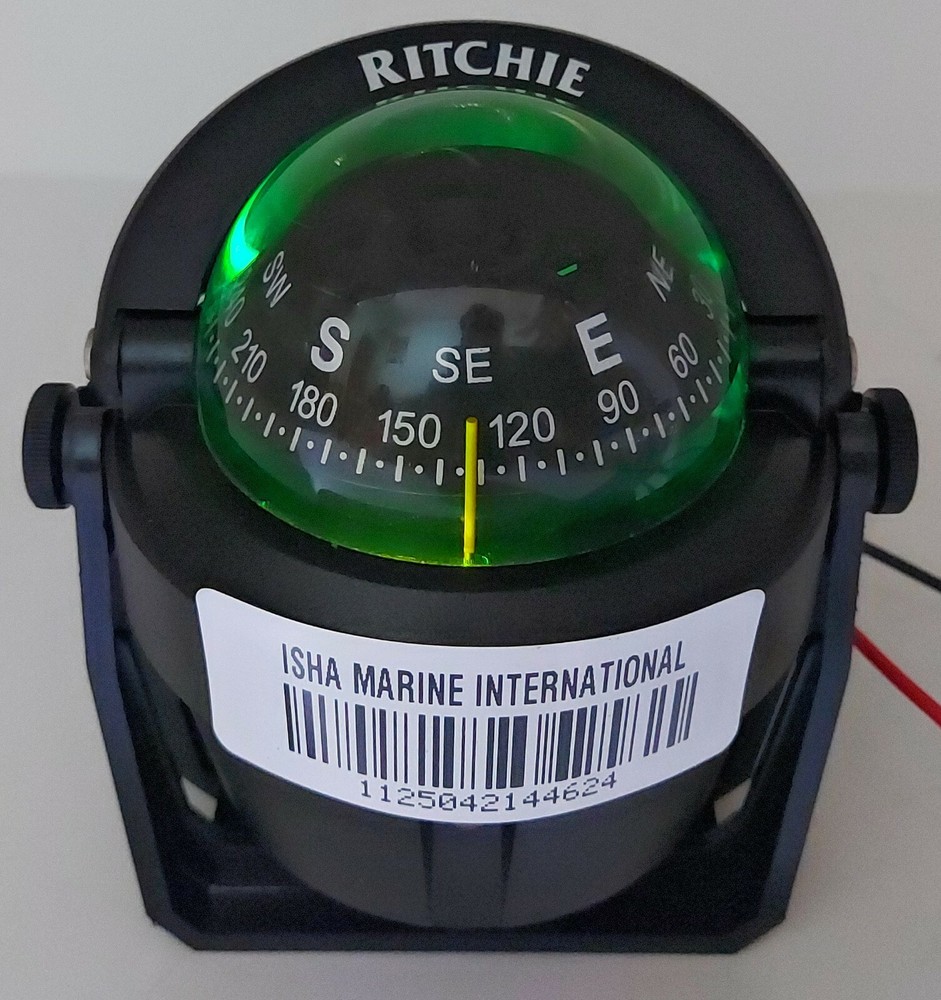 RITCHIE
SW S SE E NE
210 180 150 120 90 60
ISHA MARINE INTERNATIONAL
1125042144624